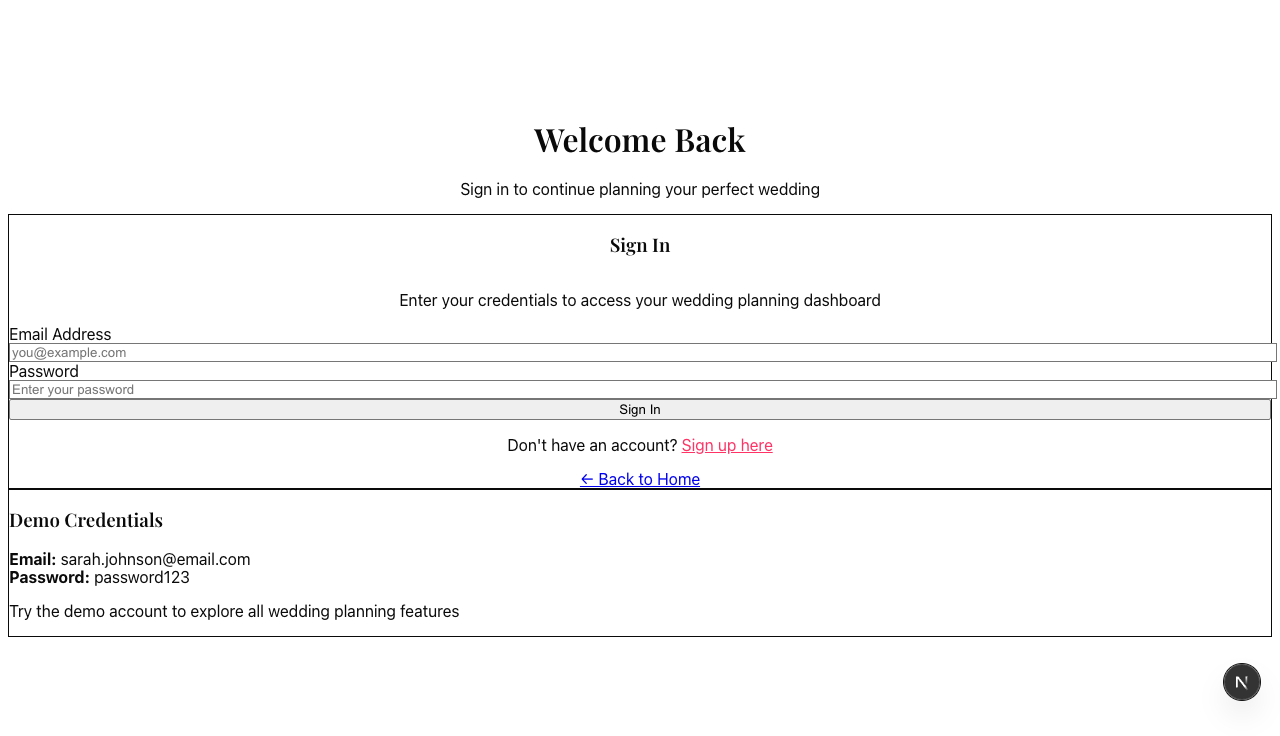 Welcome Back
Sign in to continue planning your perfect wedding
Sign In
Enter your credentials to access your wedding planning dashboard
Email Address
you@example.com
Password
Enter your password
Sign In
Don't have an account? Sign up here
← Back to Home
Demo Credentials
Email: sarah.johnson@email.com
Password: password123
Try the demo account to explore all wedding planning features
N